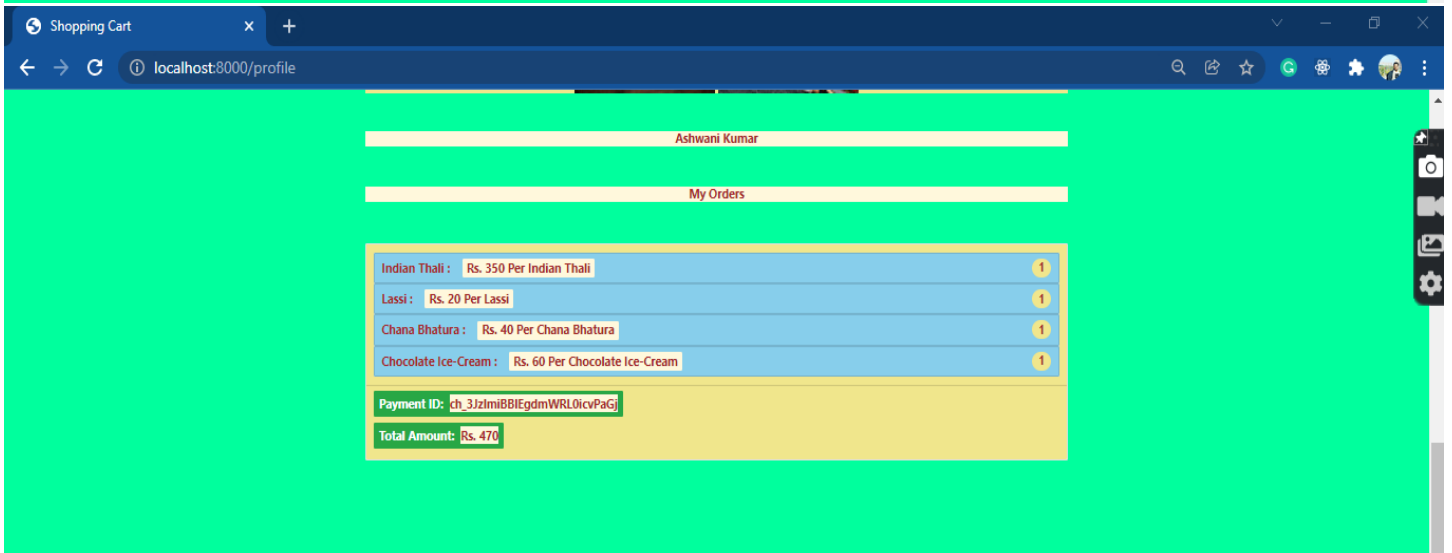 Shopping Cart
localhost:8000/profile
Ashwani Kumar
My Orders
Indian Thali : Rs. 350 Per Indian Thali 1
Lassi : Rs. 20 Per Lassi 1
Chana Bhatura : Rs. 40 Per Chana Bhatura 1
Chocolate Ice-Cream : Rs. 60 Per Chocolate Ice-Cream 1
Payment ID: ch_3JzlmiBBIEgdmWRL0icvPaGj
Total Amount: Rs. 470